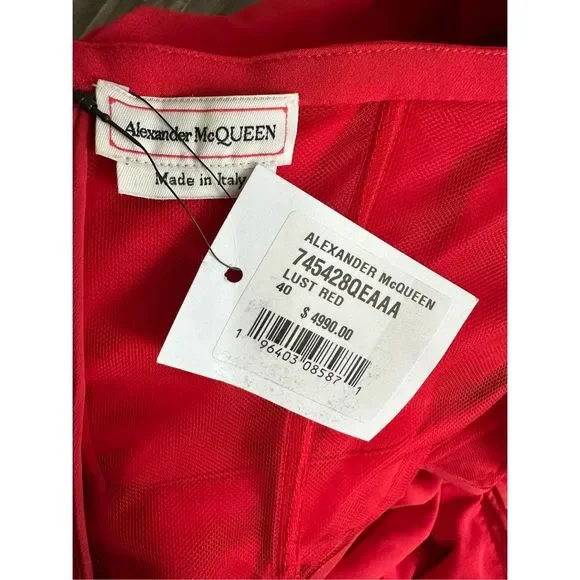 Alexander McQUEEN
Made in Italy
ALEXANDER McQUEEN
745428QEAAA
LUST RED
40
$ 4990.00
1 96403 08587 1